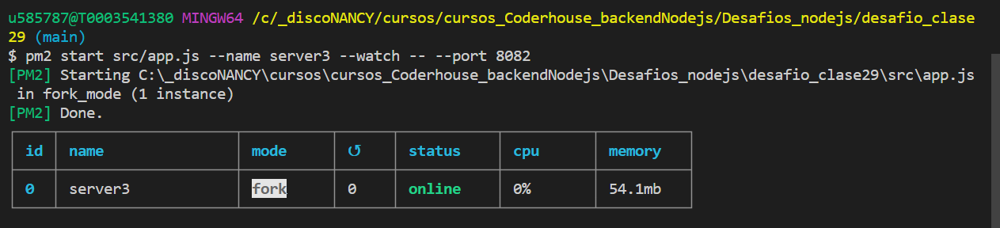 u585787@T0003541380 MINGW64 /c/_discoNANCY/cursos/cursos_Coderhouse_backendNodejs/Desafios_nodejs/desafio_clase
29 (main)
$ pm2 start src/app.js --name server3 --watch -- --port 8082
[PM2] Starting C:\_discoNANCY\cursos\cursos_Coderhouse_backendNodejs\Desafios_nodejs\desafio_clase29\src\app.js
in fork_mode (1 instance)
[PM2] Done.
id name mode ↺ status cpu memory
0 server3 fork 0 online 0% 54.1mb